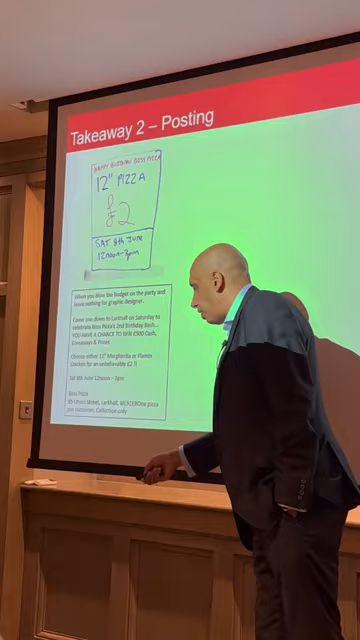 Takeaway 2 – Posting
HAPPY BIRTHDAY BOSS PIZZA
12" PIZZA
£2
SAT 8TH JUNE
12noon-3pm
When you blow the budget on the party and
leave nothing for graphic designer.
Come you down to Larkhall on Saturday to
celebrate Boss Pizza's 2nd Birthday Bash...
YOU HAVE A CHANCE TO WIN £500 Cash,
& Prizes
Choose either 12" Margherita or
for an unbelievable £2 !!
Sat 8th June 12noon – 3pm
Boss Pizza
Street, Larkhall, One pizza
per customer, Collection only